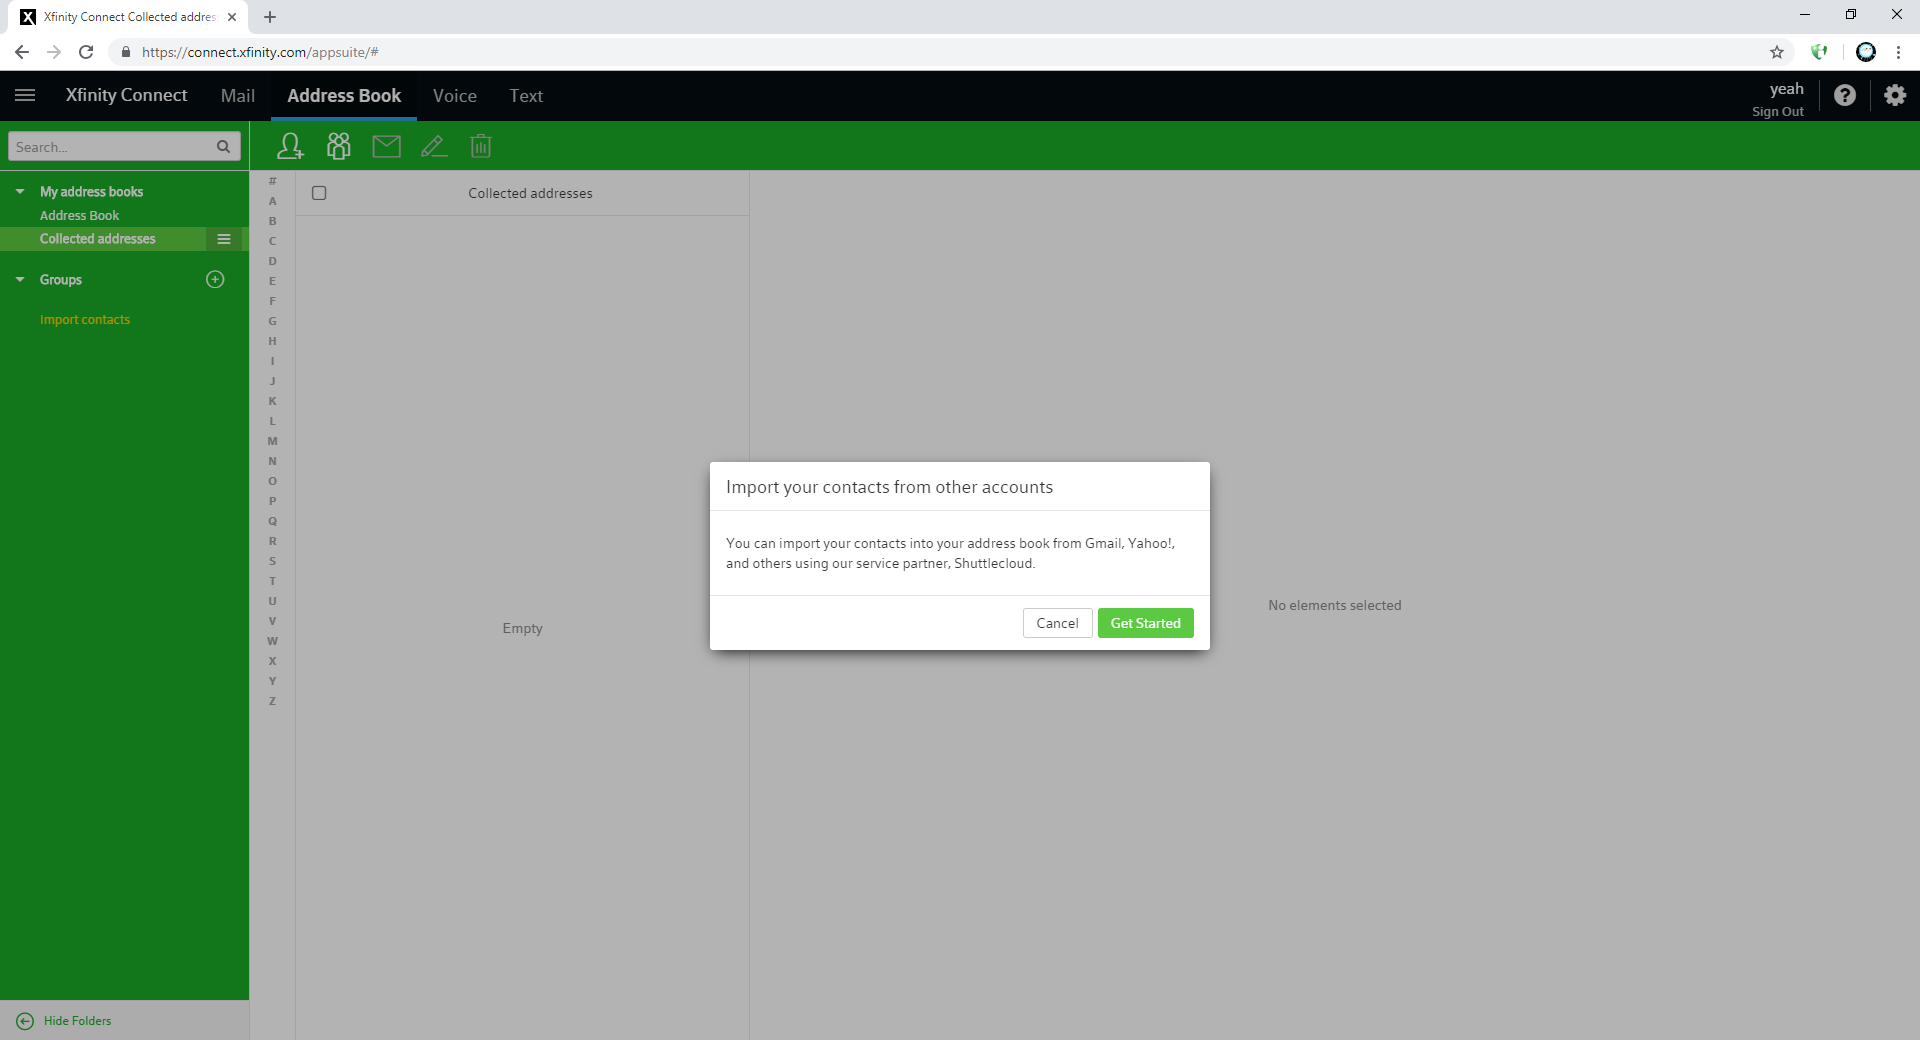 Xfinity Connect Collected addres
https://connect.xfinity.com/appsuite/#
Xfinity Connect
Mail
Address Book
Voice
Text
yeah
Sign Out
Search...
My address books
Address Book
Collected addresses
Groups
Import contacts
Hide Folders
#
A
B
C
D
E
F
G
H
I
J
K
L
M
N
O
P
Q
R
S
T
U
V
W
X
Y
Z
Collected addresses
Empty
No elements selected
Import your contacts from other accounts
You can import your contacts into your address book from Gmail, Yahoo!,
and others using our service partner, Shuttlecloud.
Cancel
Get Started